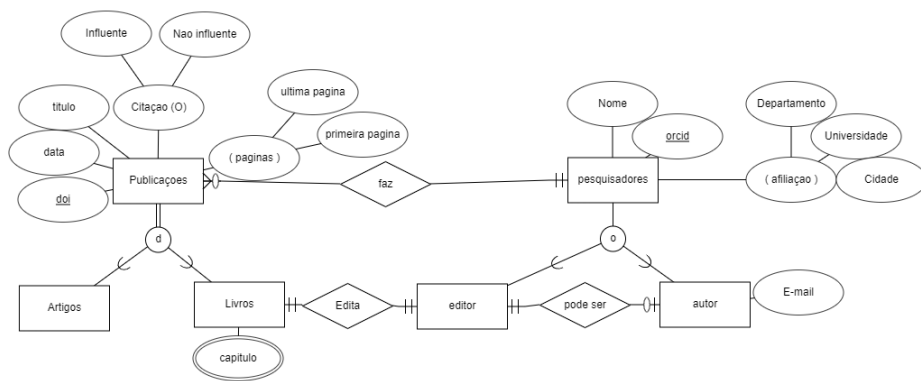 Influente
Nao influente
titulo
Citaçao (O)
ultima pagina
Nome
Departamento
data
primeira pagina
orcid
Universidade
( paginas )
doi
Publicaçoes
faz
pesquisadores
( afiliaçao )
Cidade
d
o
Artigos
Livros
Edita
editor
pode ser
autor
E-mail
capitulo